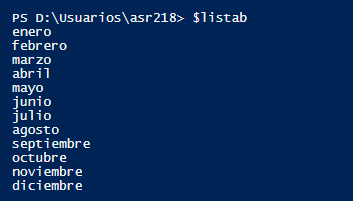 PS D:\Usuarios\asr218> $listab
enero
febrero
marzo
abril
mayo
junio
julio
agosto
septiembre
octubre
noviembre
diciembre